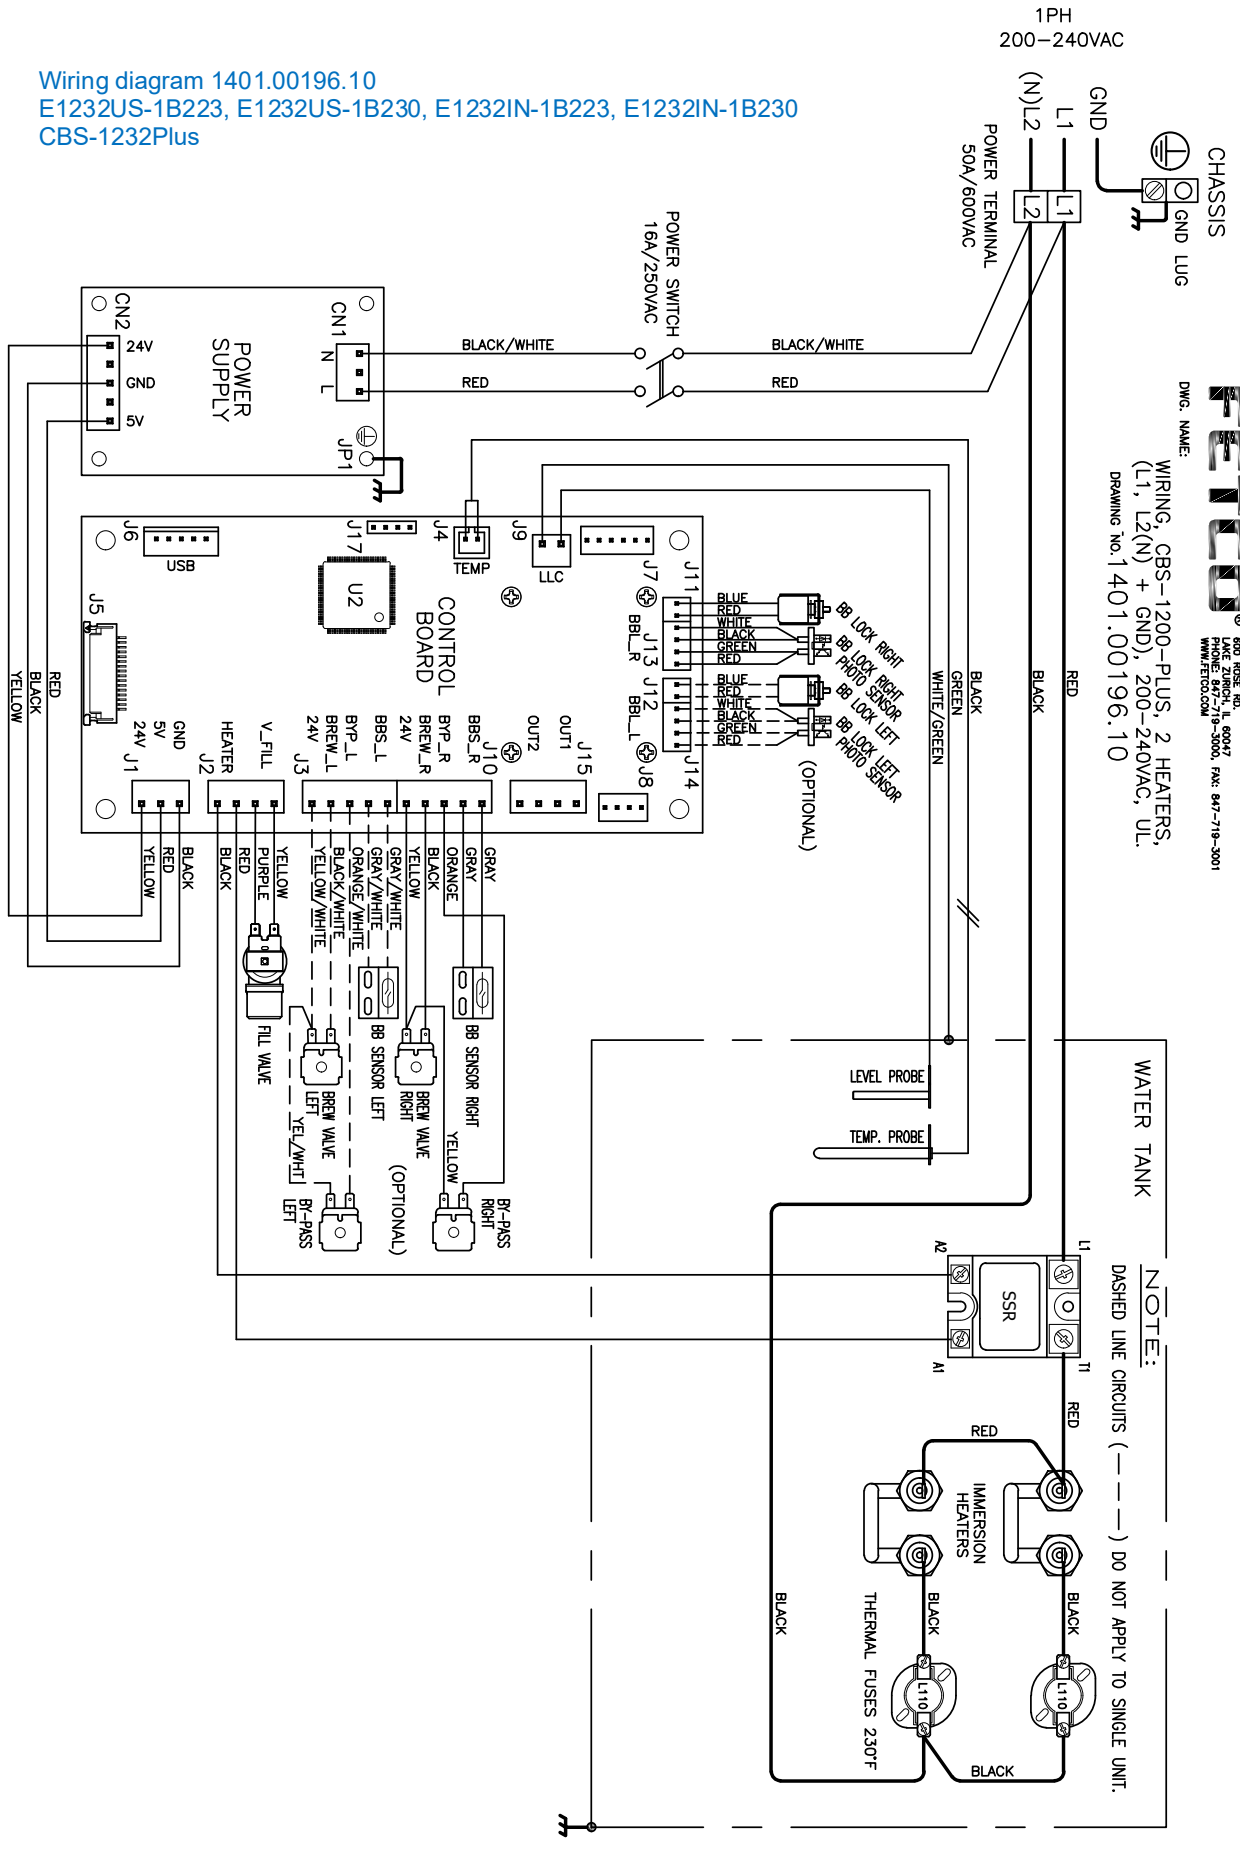 1PH
200-240VAC
Wiring diagram 1401.00196.10
E1232US-1B223, E1232US-1B230, E1232IN-1B223, E1232IN-1B230
CBS-1232Plus
(N)L2
L1
GND
CHASSIS
GND LUG
POWER TERMINAL
50A/600VAC
L2
L1
POWER SWITCH
16A/250VAC
BLACK/WHITE
RED
BLACK/WHITE
RED
CN2
24V
GND
5V
POWER
SUPPLY
CN1
N
L
JP1
FETCO®
600 ROSE RD.
LAKE ZURICH, IL 60047
PHONE: 847-719-3000, FAX: 847-719-3001
WWW.FETCO.COM
DWG. NAME:
WIRING, CBS-1200-PLUS, 2 HEATERS,
(L1, L2(N) + GND), 200-240VAC, UL.
DRAWING No. 1401.00196.10
J6
USB
J17
J4
TEMP
J9
LLC
J7
J11
U2
CONTROL
BOARD
J5
BBL_R
J13
J12
BBL_L
J14
BLUE
RED
WHITE
BLACK
GREEN
RED
BLUE
RED
WHITE
BLACK
GREEN
RED
BB LOCK RIGHT
BB LOCK RIGHT
PHOTO SENSOR
BB LOCK LEFT
BB LOCK LEFT
PHOTO SENSOR
(OPTIONAL)
WHITE/GREEN
GREEN
BLACK
BLACK
RED
YELLOW
BLACK
RED
J1
24V
5V
GND
J2
HEATER
V_FILL
J3
24V
BREW_L
BYP_L
BBS_L
24V
BREW_R
BYP_R
BBS_R
J10
OUT2
OUT1
J15
J8
YELLOW
RED
BLACK
BLACK
RED
PURPLE
YELLOW
YELLOW/WHITE
BLACK/WHITE
ORANGE/WHITE
GRAY/WHITE
GRAY/WHITE
YELLOW
BLACK
ORANGE
GRAY
GRAY
FILL VALVE
BREW VALVE
LEFT
BB SENSOR LEFT
BREW VALVE
RIGHT
BB SENSOR RIGHT
YEL/WHT
YELLOW
BY-PASS
LEFT
(OPTIONAL)
BY-PASS
RIGHT
LEVEL PROBE
TEMP. PROBE
WATER TANK
A2
L1
SSR
A1
T1
NOTE:
DASHED LINE CIRCUITS (— — —) DO NOT APPLY TO SINGLE UNIT.
RED
RED
IMMERSION
HEATERS
BLACK
BLACK
BLACK
THERMAL FUSES 230°F
L110
L110
BLACK